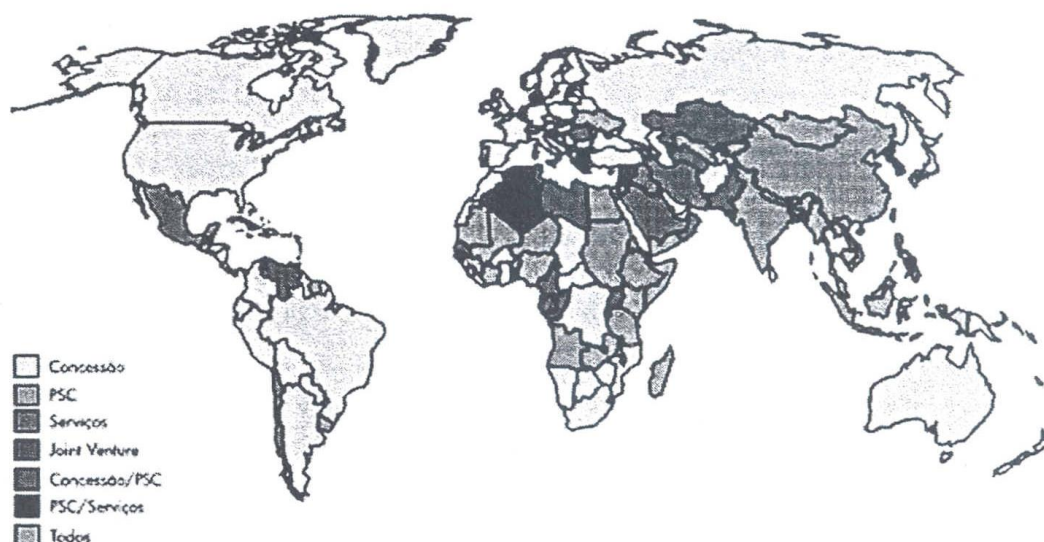 Concessão
PSC
Serviços
Joint Venture
Concessão/PSC
PSC/Serviços
Todos